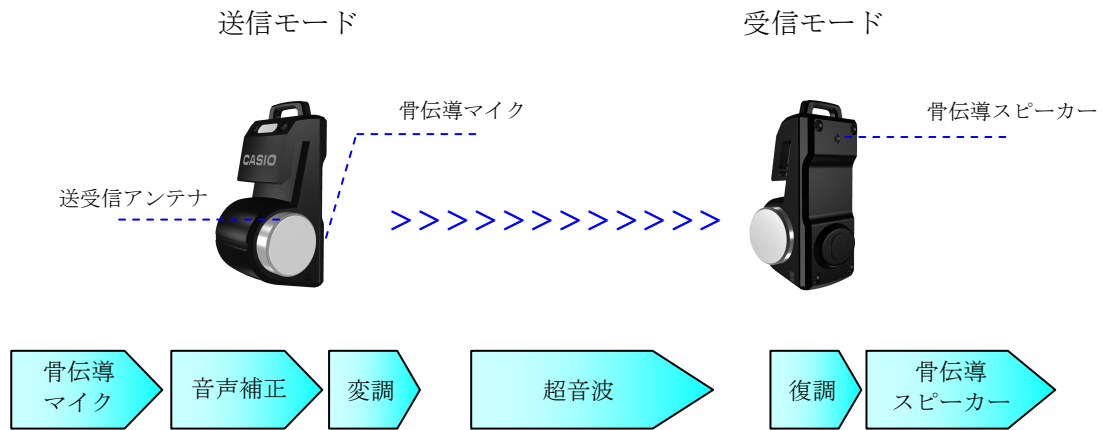 送信モード
受信モード
骨伝導マイク
骨伝導スピーカー
CASIO
送受信アンテナ
>>>>>>>>>>>>
骨伝導
マイク
音声補正
変調
超音波
復調
骨伝導
スピーカー